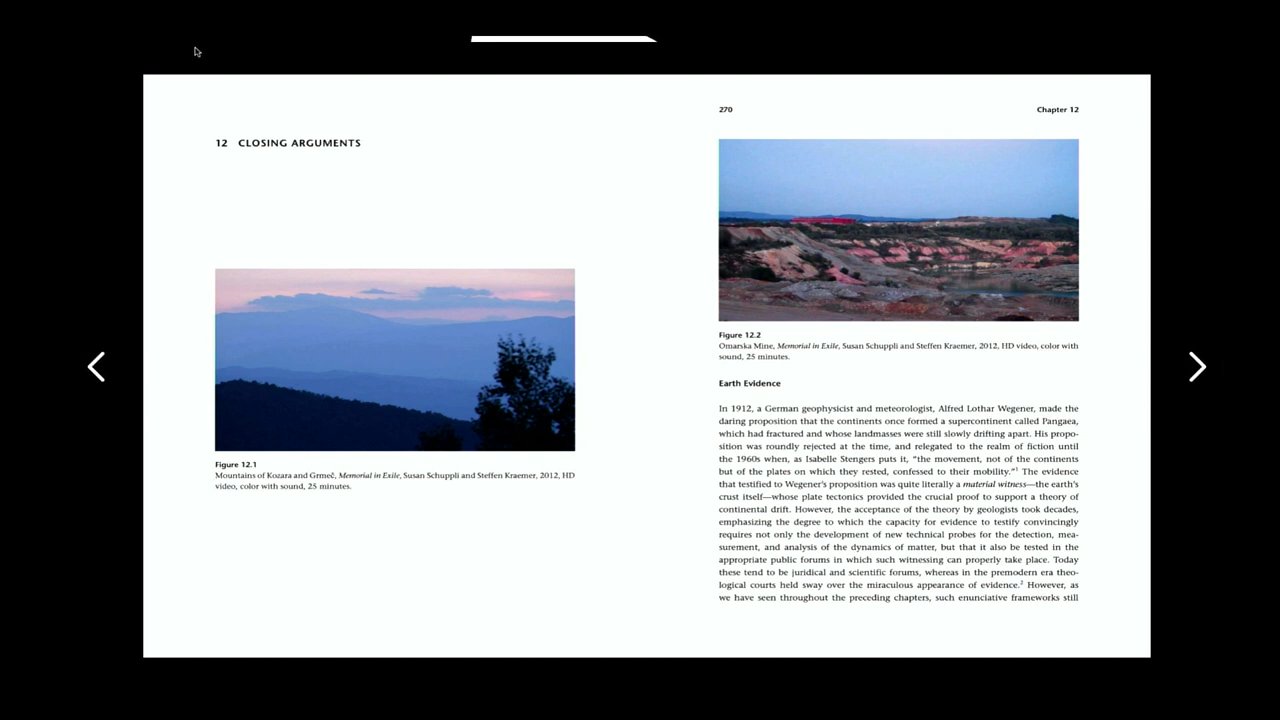 12 CLOSING ARGUMENTS
Figure 12.1
Mountains of Kozara and Grmeč, Memorial in Exile, Susan Schuppli and Steffen Kraemer, 2012, HD
video, color with sound, 25 minutes.
270 Chapter 12
Figure 12.2
Omarska Mine, Memorial in Exile, Susan Schuppli and Steffen Kraemer, 2012, HD video, color with
sound, 25 minutes.
Earth Evidence
In 1912, a German geophysicist and meteorologist, Alfred Lothar Wegener, made the
daring proposition that the continents once formed a supercontinent called Pangaea,
which had fractured and whose landmasses were still slowly drifting apart. His propo-
sition was roundly rejected at the time, and relegated to the realm of fiction until
the 1960s when, as Isabelle Stengers puts it, “the movement, not of the continents
but of the plates on which they rested, confessed to their mobility.”1 The evidence
that testified to Wegener’s proposition was quite literally a material witness—the earth’s
crust itself—whose plate tectonics provided the crucial proof to support a theory of
continental drift. However, the acceptance of the theory by geologists took decades,
emphasizing the degree to which the capacity for evidence to testify convincingly
requires not only the development of new technical probes for the detection, mea-
surement, and analysis of the dynamics of matter, but that it also be tested in the
appropriate public forums in which such witnessing can properly take place. Today
these tend to be juridical and scientific forums, whereas in the premodern era theo-
logical courts held sway over the miraculous appearance of evidence.2 However, as
we have seen throughout the preceding chapters, such enunciative frameworks still